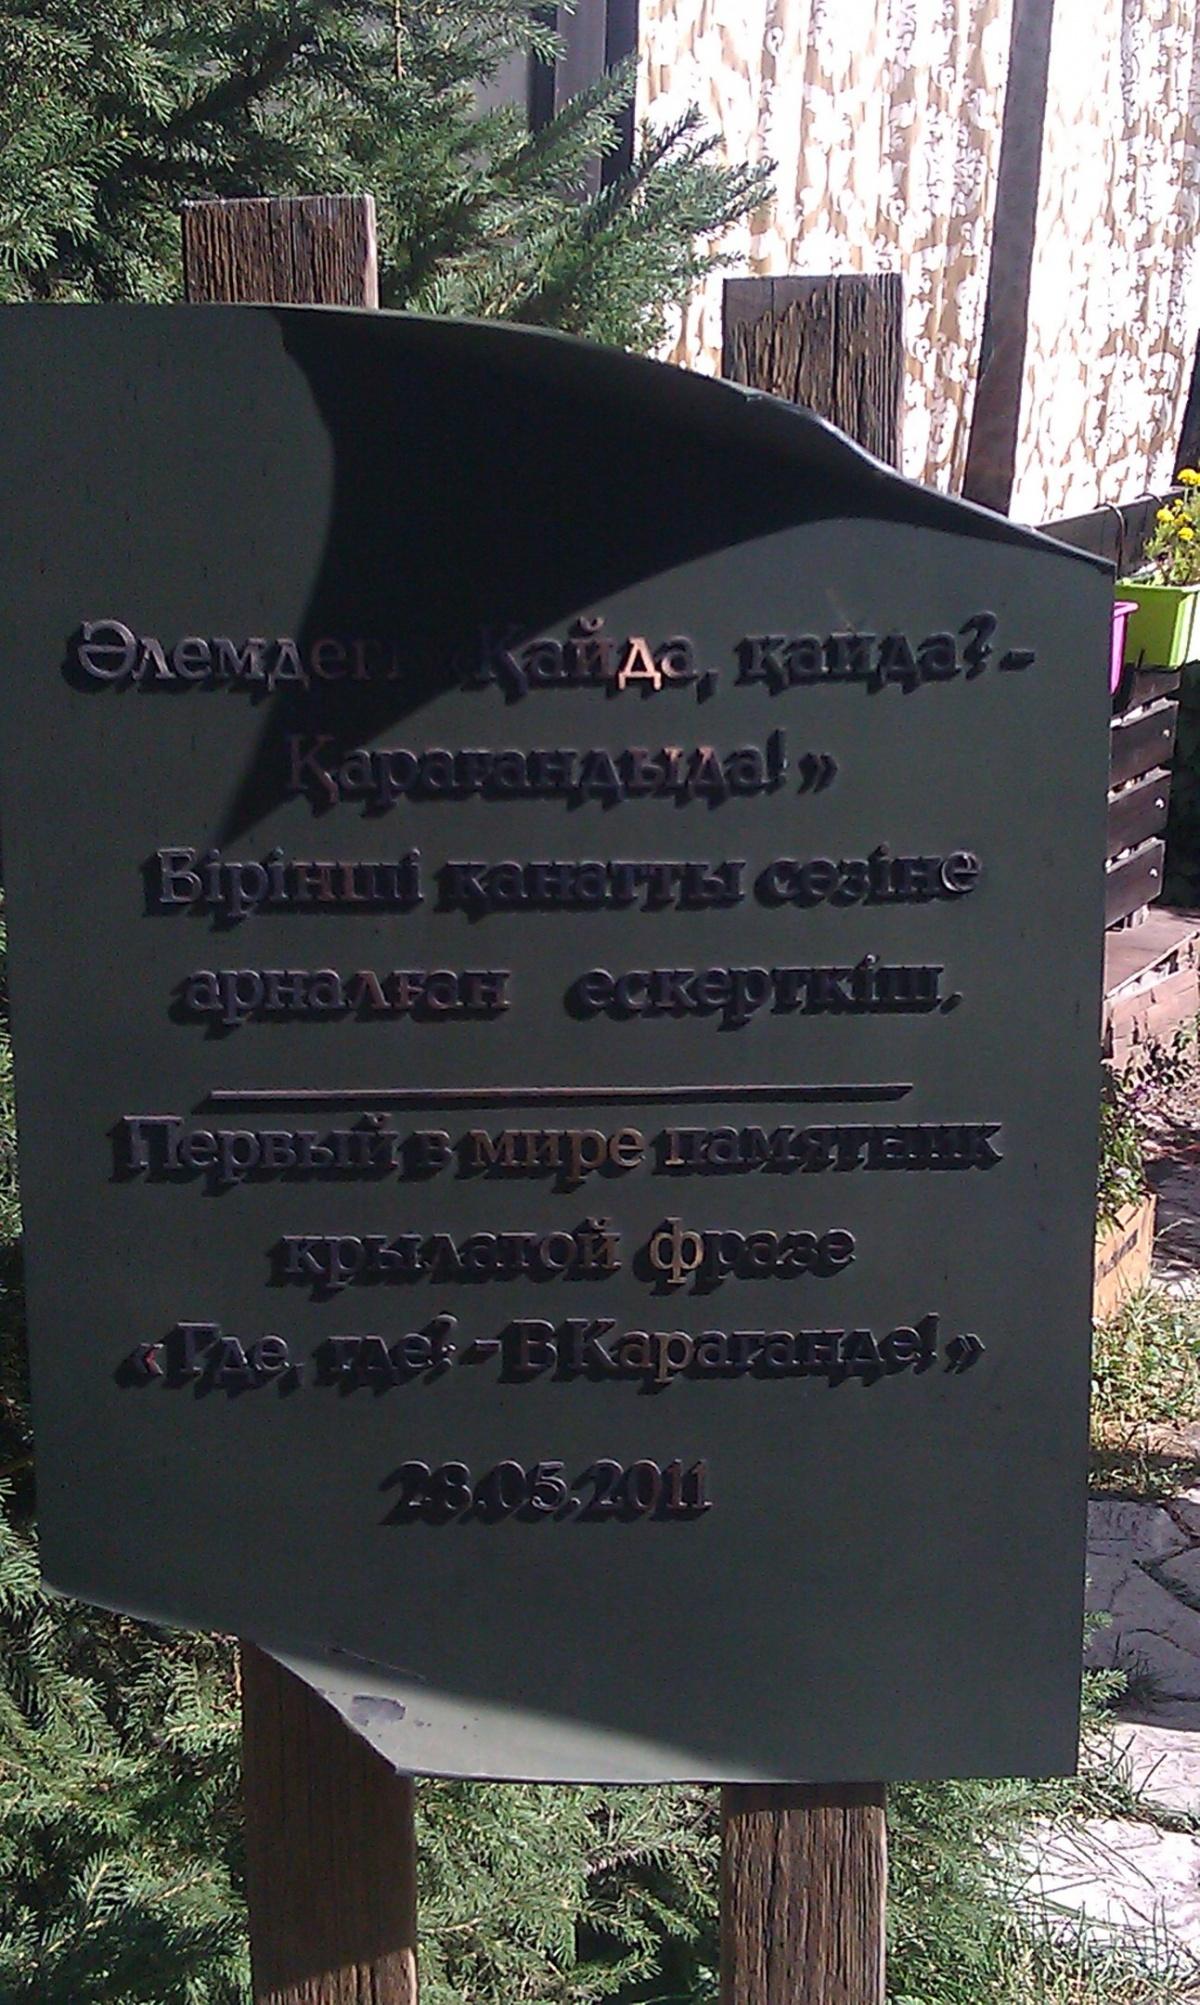 Әлемдегі «Қайда, қайда? -
Қарағандыда! »
Бірінші қанатты сөзіне
арналған ескерткіш.
Первый в мире памятник
крылатой фразе
«Где, где! - В Караганде! »
28.05.2011